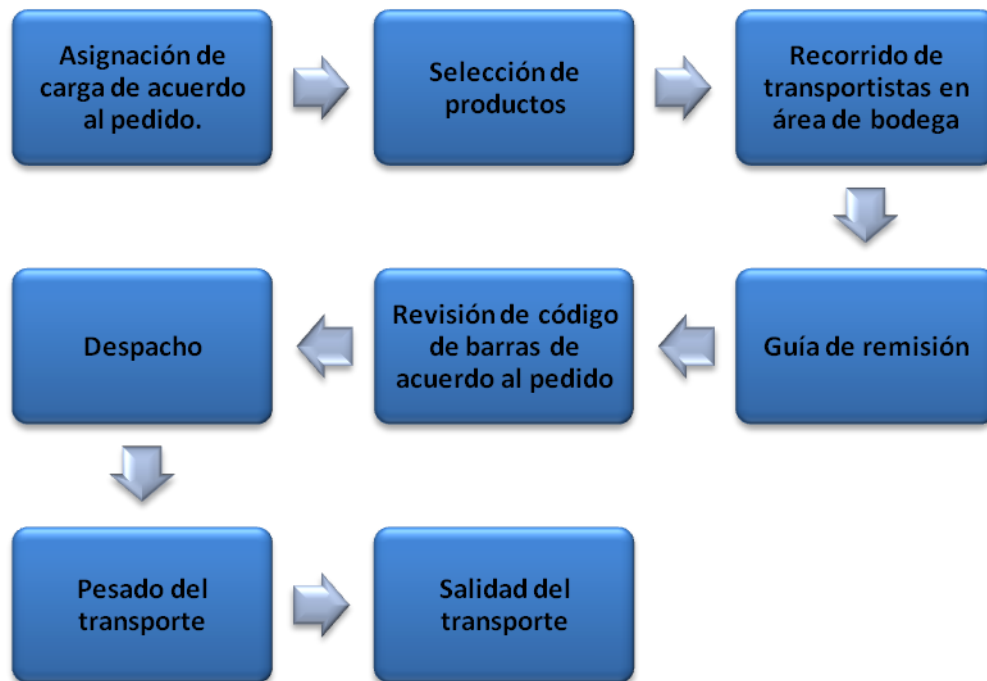 Asignación de
carga de acuerdo
al pedido.
Selección de
productos
Recorrido de
transportistas en
área de bodega
Guía de remisión
Revisión de código
de barras de
acuerdo al pedido
Despacho
Pesado del
transporte
Salidad del
transporte